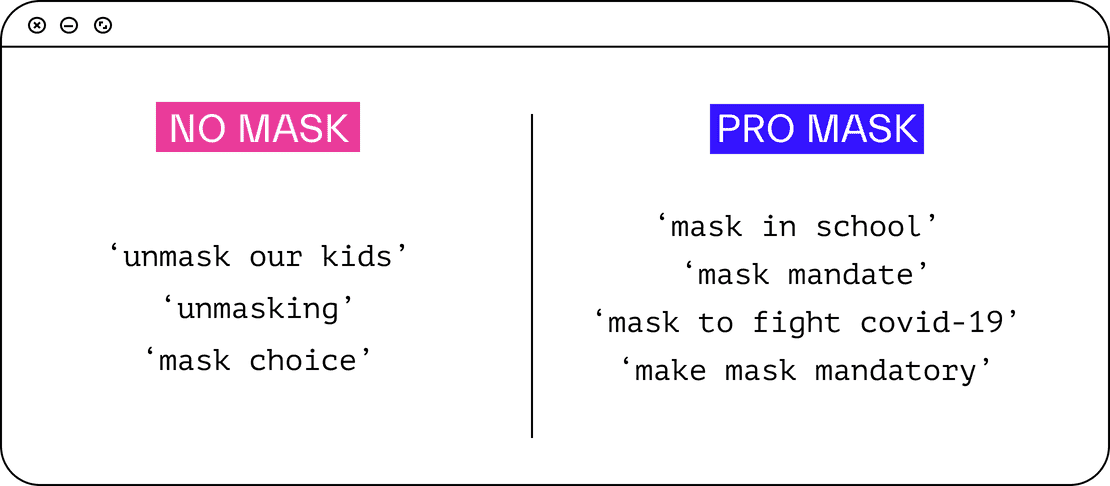 NO MASK
‘unmask our kids’
‘unmasking’
‘mask choice’
PRO MASK
‘mask in school’
‘mask mandate’
‘mask to fight covid-19’
‘make mask mandatory’